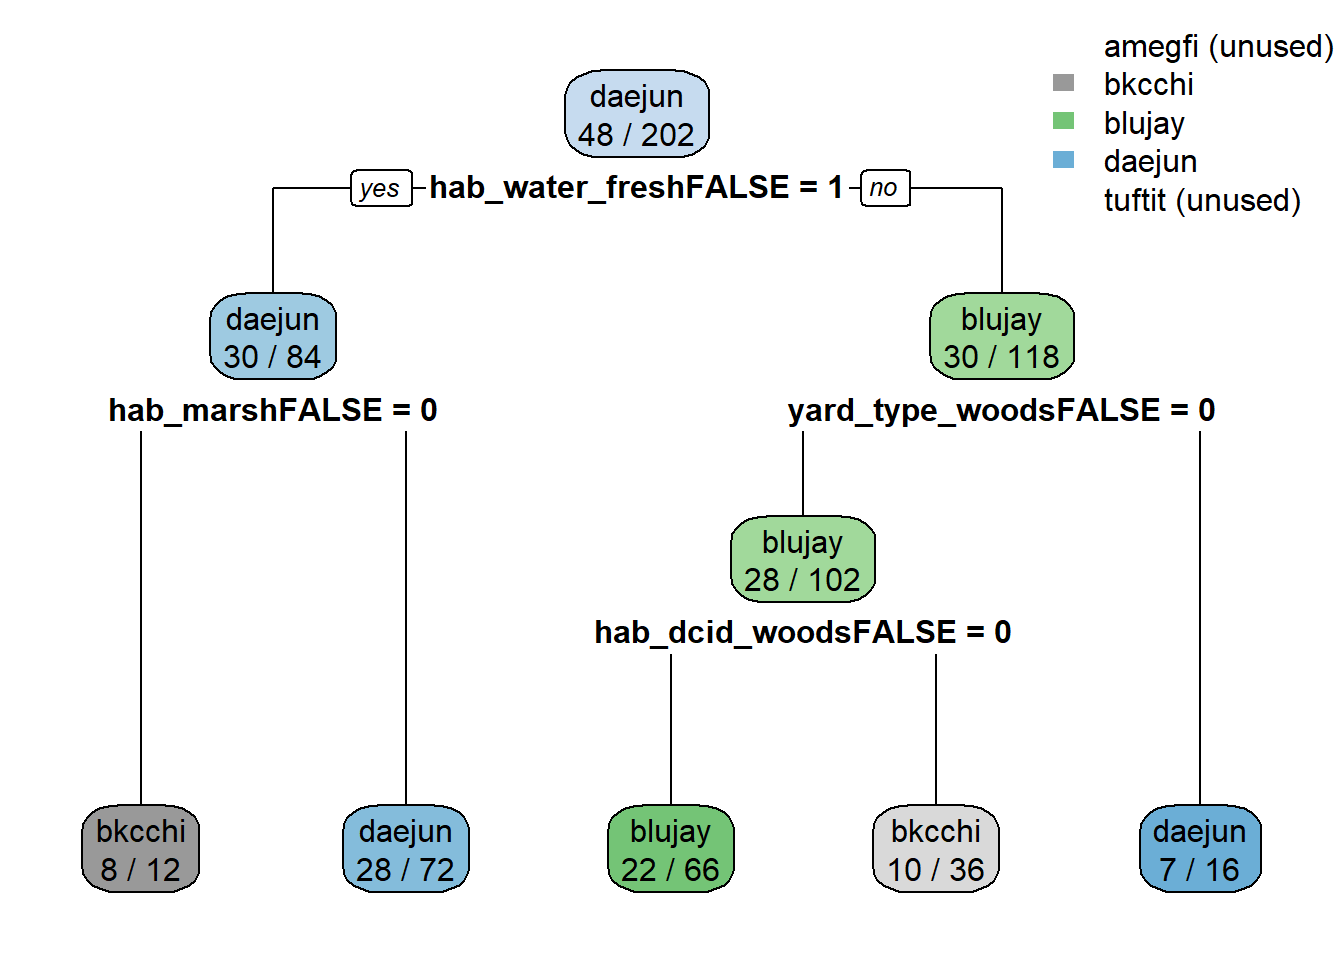 amegfi (unused)
bkcchi
blujay
daejun
tuftit (unused)
daejun
48 / 202
yes hab_water_freshFALSE = 1 no
daejun
30 / 84
blujay
30 / 118
hab_marshFALSE = 0
yard_type_woodsFALSE = 0
blujay
28 / 102
hab_dcid_woodsFALSE = 0
bkcchi
8 / 12
daejun
28 / 72
blujay
22 / 66
bkcchi
10 / 36
daejun
7 / 16